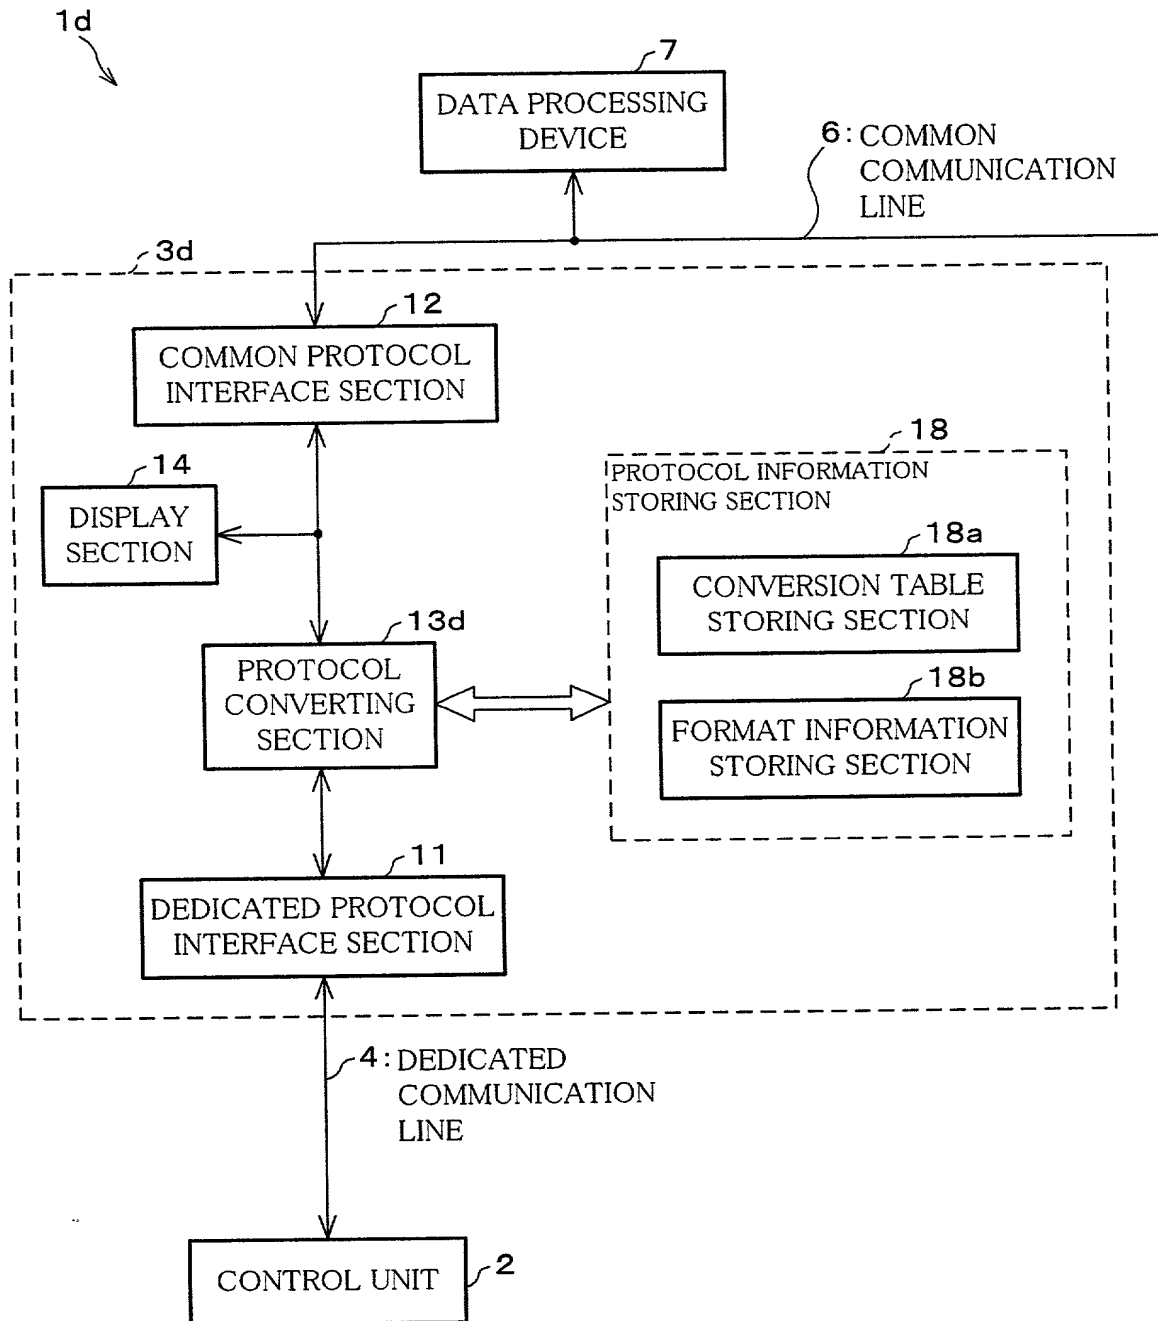 1d
7
DATA PROCESSING
DEVICE
6: COMMON
COMMUNICATION
LINE
3d
12
COMMON PROTOCOL
INTERFACE SECTION
14
DISPLAY
SECTION
18
PROTOCOL INFORMATION
STORING SECTION
18a
CONVERSION TABLE
STORING SECTION
13d
PROTOCOL
CONVERTING
SECTION
18b
FORMAT INFORMATION
STORING SECTION
11
DEDICATED PROTOCOL
INTERFACE SECTION
4: DEDICATED
COMMUNICATION
LINE
CONTROL UNIT
2